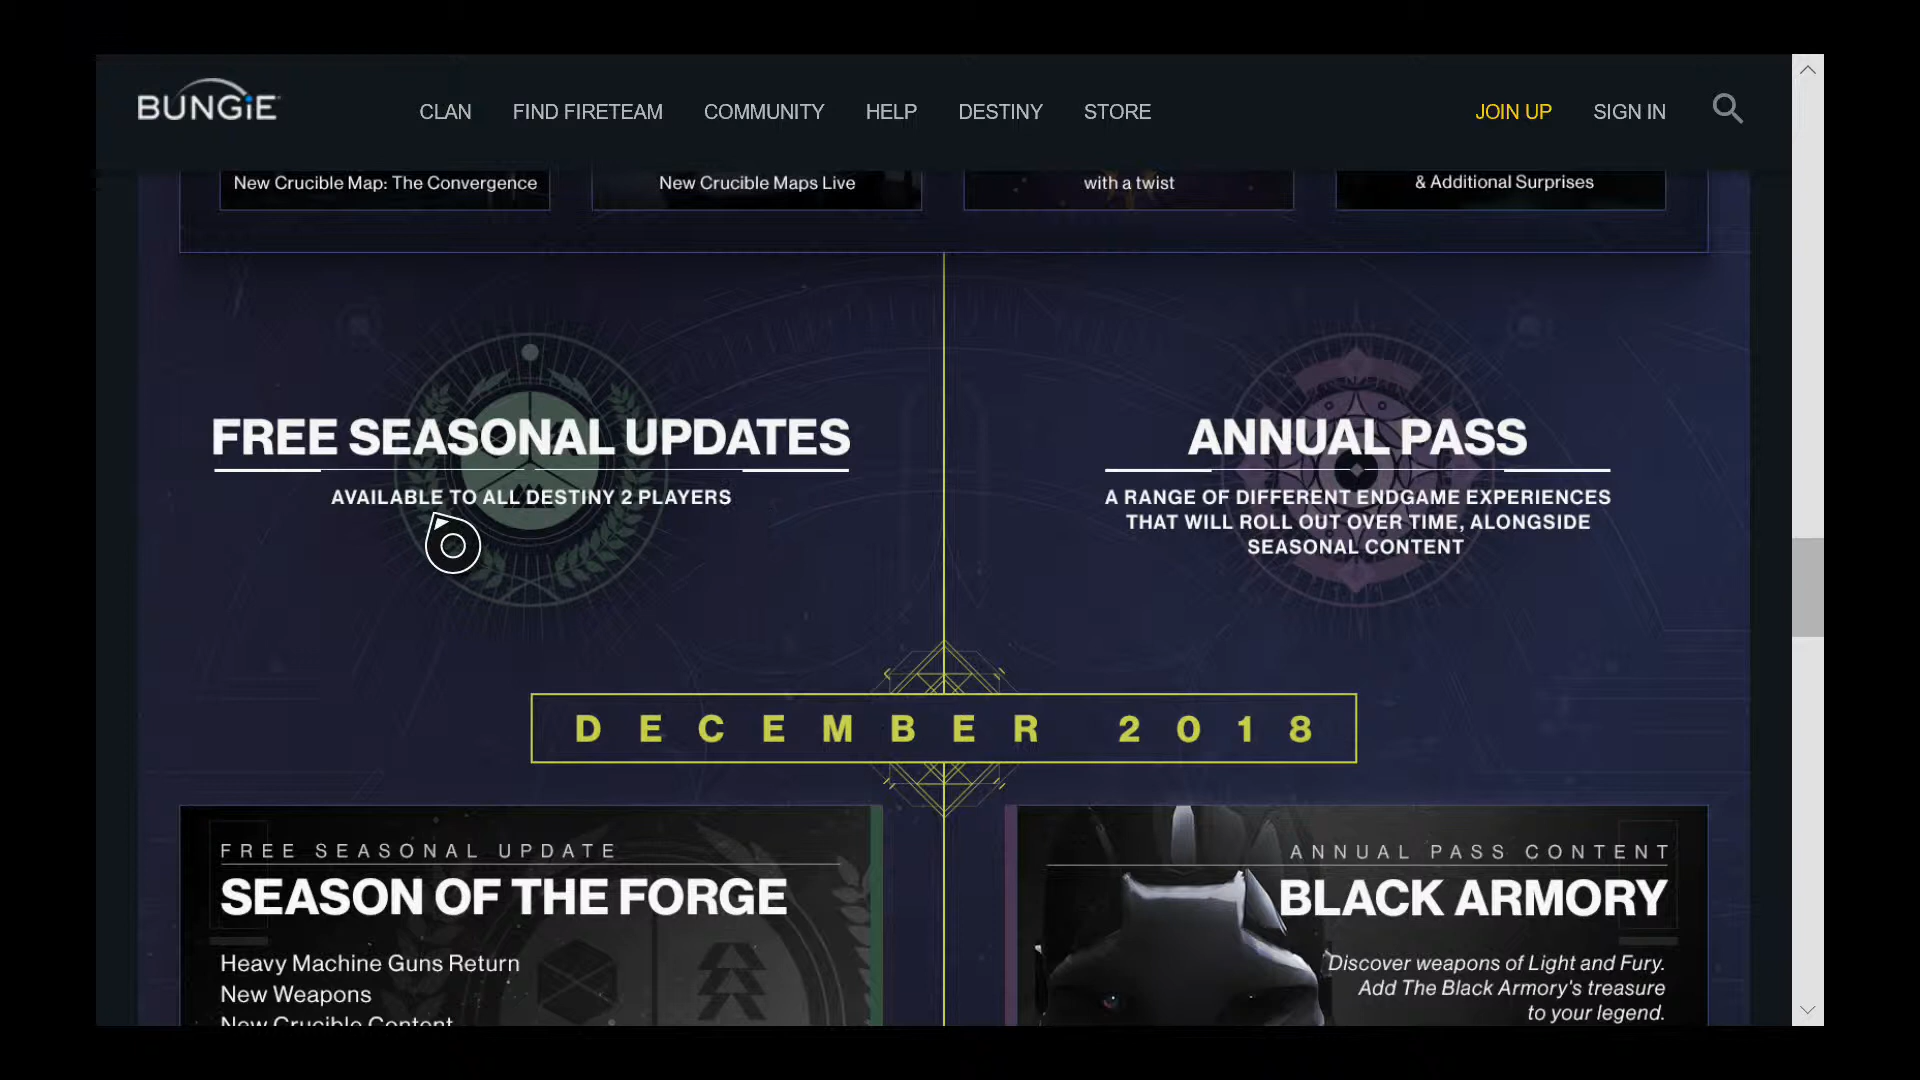 BUNGiE
CLAN
FIND FIRETEAM
COMMUNITY
HELP
DESTINY
STORE
JOIN UP
SIGN IN
New Crucible Map: The Convergence
New Crucible Maps Live
with a twist
& Additional Surprises
FREE SEASONAL UPDATES
AVAILABLE TO ALL DESTINY 2 PLAYERS
ANNUAL PASS
A RANGE OF DIFFERENT ENDGAME EXPERIENCES
THAT WILL ROLL OUT OVER TIME, ALONGSIDE
SEASONAL CONTENT
DECEMBER 2018
FREE SEASONAL UPDATE
SEASON OF THE FORGE
Heavy Machine Guns Return
New Weapons
New Crucible Content
ANNUAL PASS CONTENT
BLACK ARMORY
Discover weapons of Light and Fury.
Add The Black Armory's treasure
to your legend.